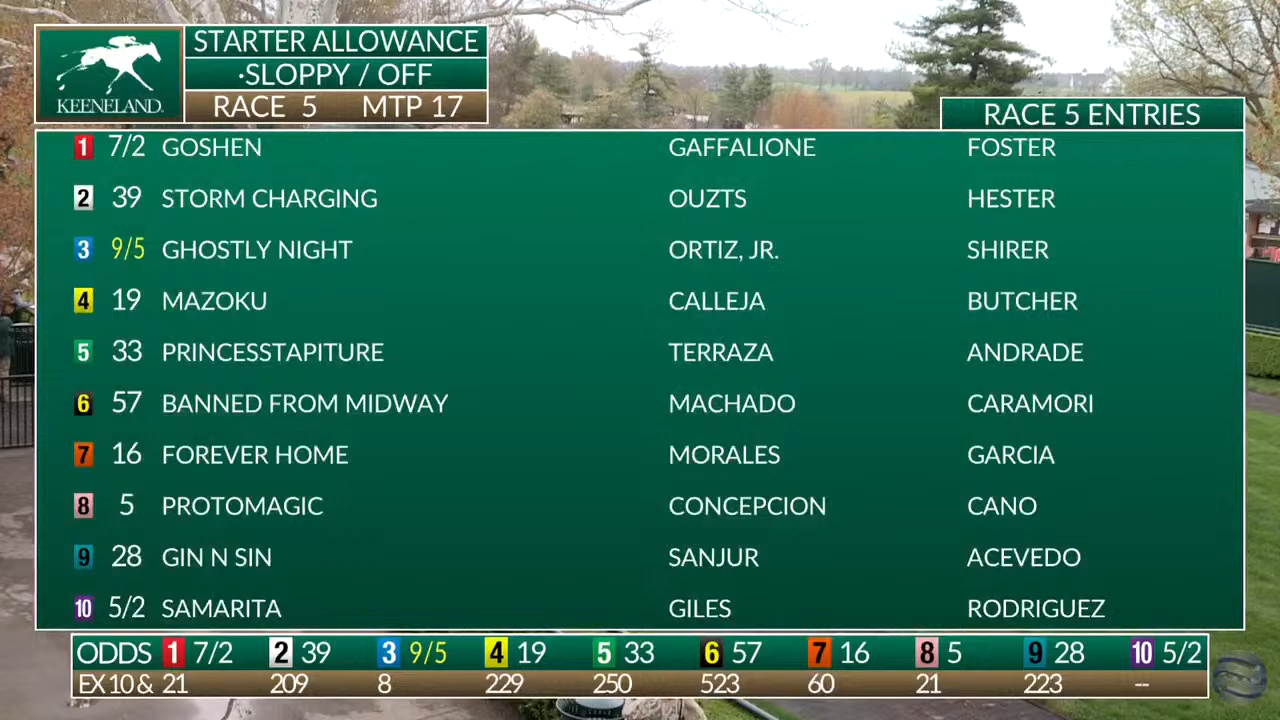 KEENELAND.
STARTER ALLOWANCE
·SLOPPY / OFF
RACE 5 MTP 17
RACE 5 ENTRIES
1 7/2 GOSHEN GAFFALIONE FOSTER
2 39 STORM CHARGING OUZTS HESTER
3 9/5 GHOSTLY NIGHT ORTIZ, JR. SHIRER
4 19 MAZOKU CALLEJA BUTCHER
5 33 PRINCESSTAPITURE TERRAZA ANDRADE
6 57 BANNED FROM MIDWAY MACHADO CARAMORI
7 16 FOREVER HOME MORALES GARCIA
8 5 PROTOMAGIC CONCEPCION CANO
9 28 GIN N SIN SANJUR ACEVEDO
10 5/2 SAMARITA GILES RODRIGUEZ
ODDS 1 7/2 2 39 3 9/5 4 19 5 33 6 57 7 16 8 5 9 28 10 5/2
EX 10 & 21 209 8 229 250 523 60 21 223 --